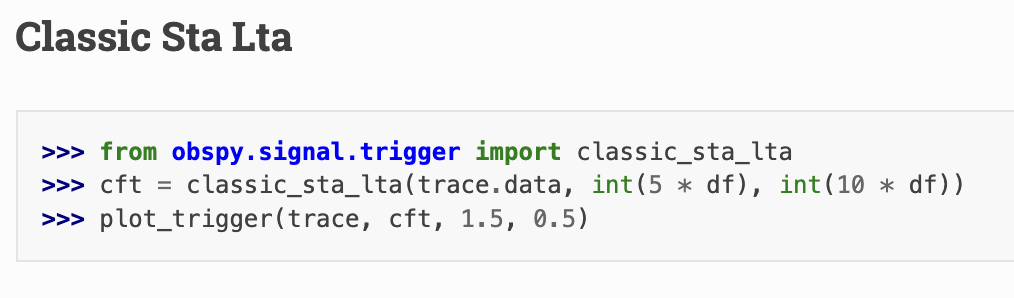 Classic Sta Lta
>>> from obspy.signal.trigger import classic_sta_lta
>>> cft = classic_sta_lta(trace.data, int(5 * df), int(10 * df))
>>> plot_trigger(trace, cft, 1.5, 0.5)